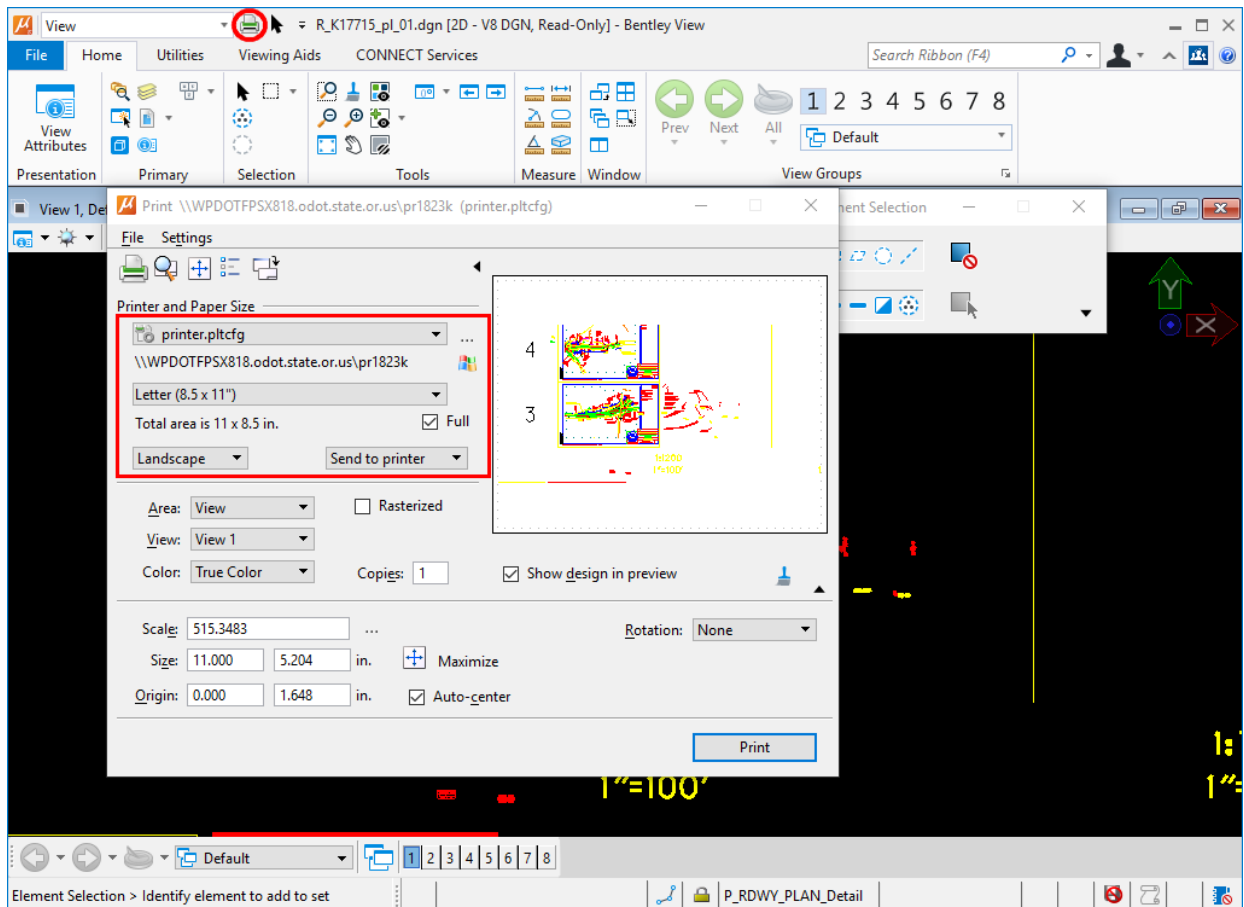 View
R_K17715_pl_01.dgn [2D - V8 DGN, Read-Only] - Bentley View
File Home Utilities Viewing Aids CONNECT Services Search Ribbon (F4)
View
Attributes
Prev Next All
1 2 3 4 5 6 7 8
Default
Presentation Primary Selection Tools Measure Window View Groups
View 1, Def
Print \\WPDOTFPSX818.odot.state.or.us\pr1823k (printer.pltcfg)
ment Selection
File Settings
Printer and Paper Size
printer.pltcfg
...
\\WPDOTFPSX818.odot.state.or.us\pr1823k
Letter (8.5 x 11")
Total area is 11 x 8.5 in. Full
Landscape Send to printer
4
3
1:1200
1"=100'
Y
X
Area: View Rasterized
View: View 1
Color: True Color Copies: 1 Show design in preview
Scale: 515.3483 ... Rotation: None
Size: 11.000 5.204 in. Maximize
Origin: 0.000 1.648 in. Auto-center
Print
1"=100'
1:
1"=
Default 1 2 3 4 5 6 7 8
Element Selection > Identify element to add to set P_RDWY_PLAN_Detail